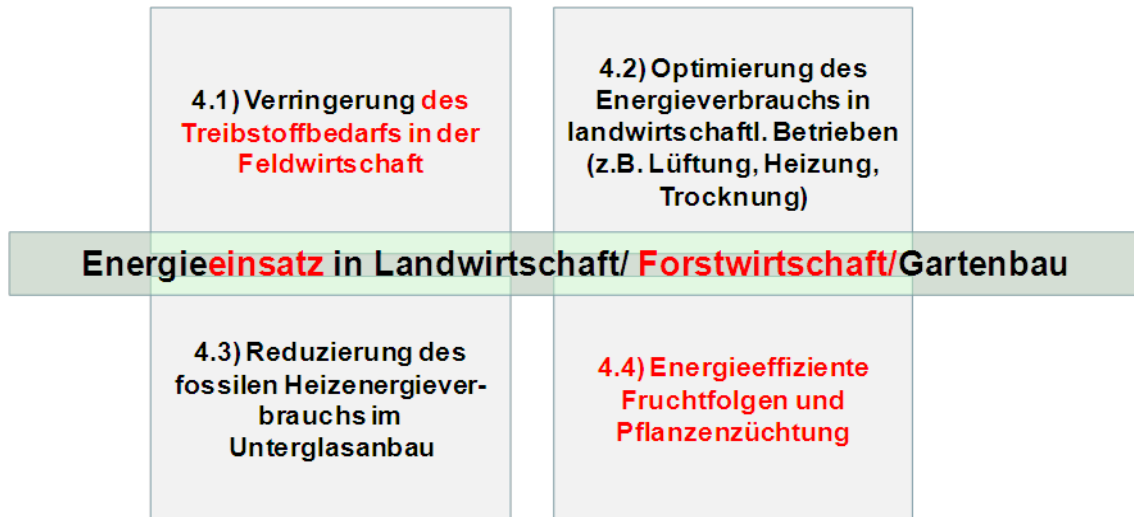 4.1) Verringerung des
Treibstoffbedarfs in der
Feldwirtschaft
4.2) Optimierung des
Energieverbrauchs in
landwirtschaftl. Betrieben
(z.B. Lüftung, Heizung,
Trocknung)
Energieeinsatz in Landwirtschaft/ Forstwirtschaft/Gartenbau
4.3) Reduzierung des
fossilen Heizenergiever-
brauchs im
Unterglasanbau
4.4) Energieeffiziente
Fruchtfolgen und
Pflanzenzüchtung